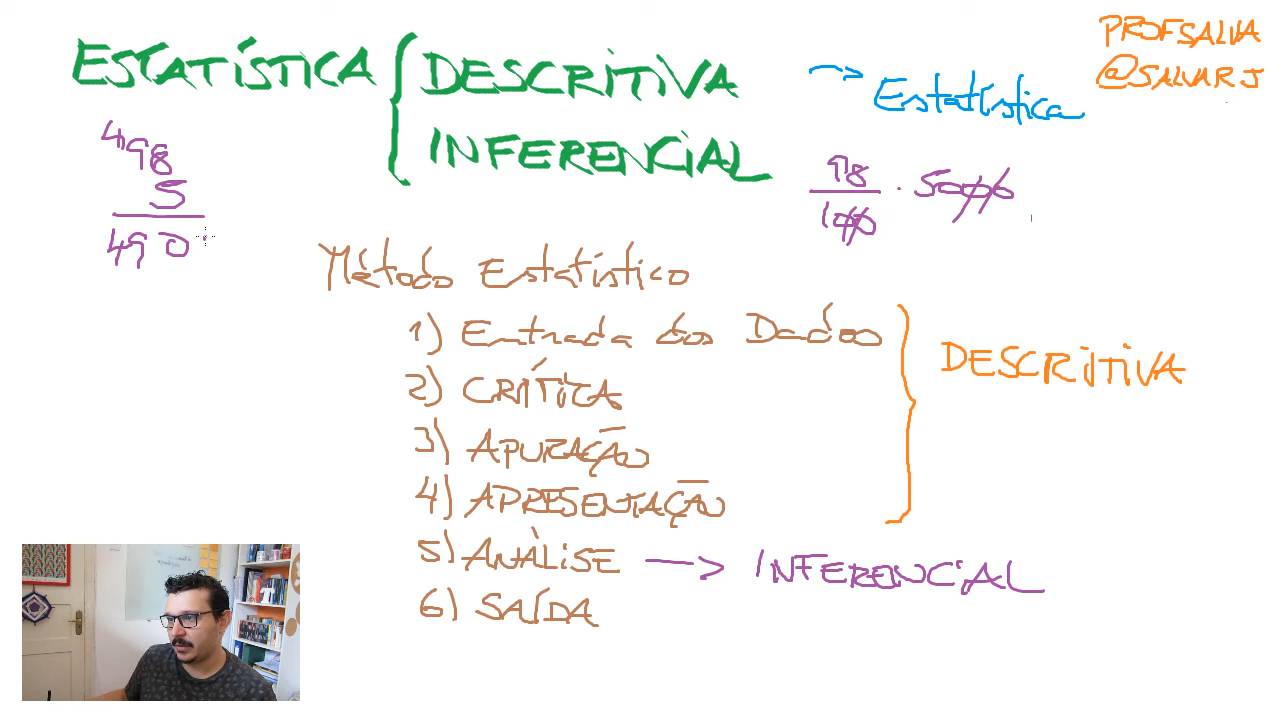 PROFSALVA
@SALVARJ
ESTATÍSTICA { DESCRITIVA
INFERENCIAL
→ Estatística
498
5
490
98
100
· 5000
Método Estatístico
1) Entrada dos Dados
2) CRÍTICA
3) APURAÇÃO
4) APRESENTAÇÃO
} DESCRITIVA
5) ANÀLISE → INFERENCIAL
6) SAÍDA